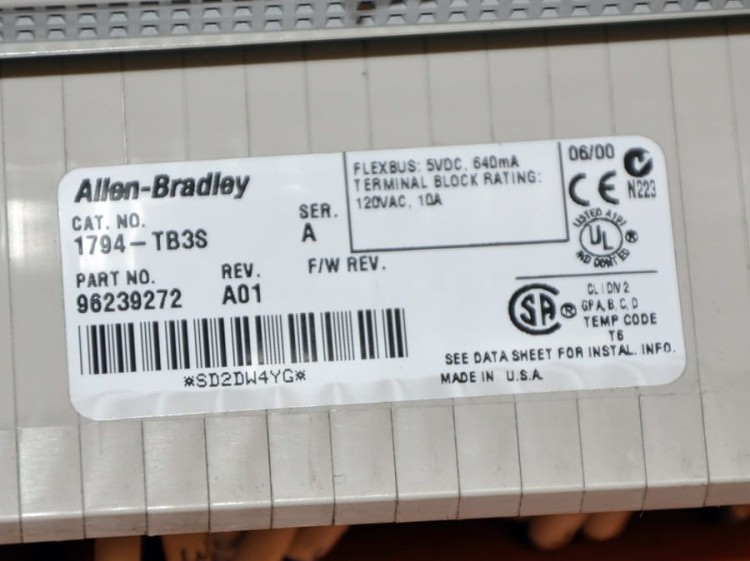 Allen-Bradley
CAT. NO.
1794-TB3S
SER.
A
PART NO.
96239272
REV.
A01
F/W REV.
*SD2DW4YG*
FLEXBUS: 5VDC, 640mA
TERMINAL BLOCK RATING:
120VAC, 10A
06/00
CE
N223
UL
CSA
CL I DIV 2
GP A, B, C, D
TEMP CODE
T6
SEE DATA SHEET FOR INSTAL. INFO.
MADE IN U.S.A.